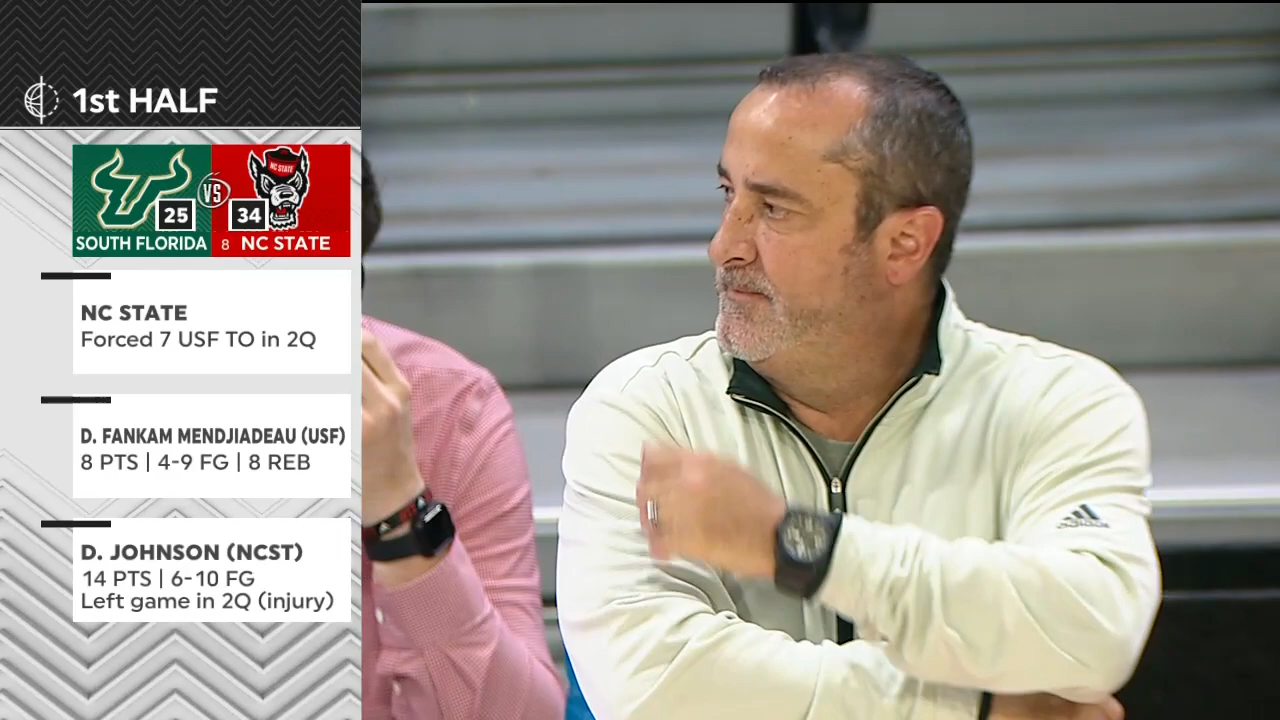 1st HALF
NC STATE
25
VS
34
SOUTH FLORIDA
8 NC STATE
NC STATE
Forced 7 USF TO in 2Q
D. FANKAM MENDJIADEAU (USF)
8 PTS | 4-9 FG | 8 REB
D. JOHNSON (NCST)
14 PTS | 6-10 FG
Left game in 2Q (injury)
adidas